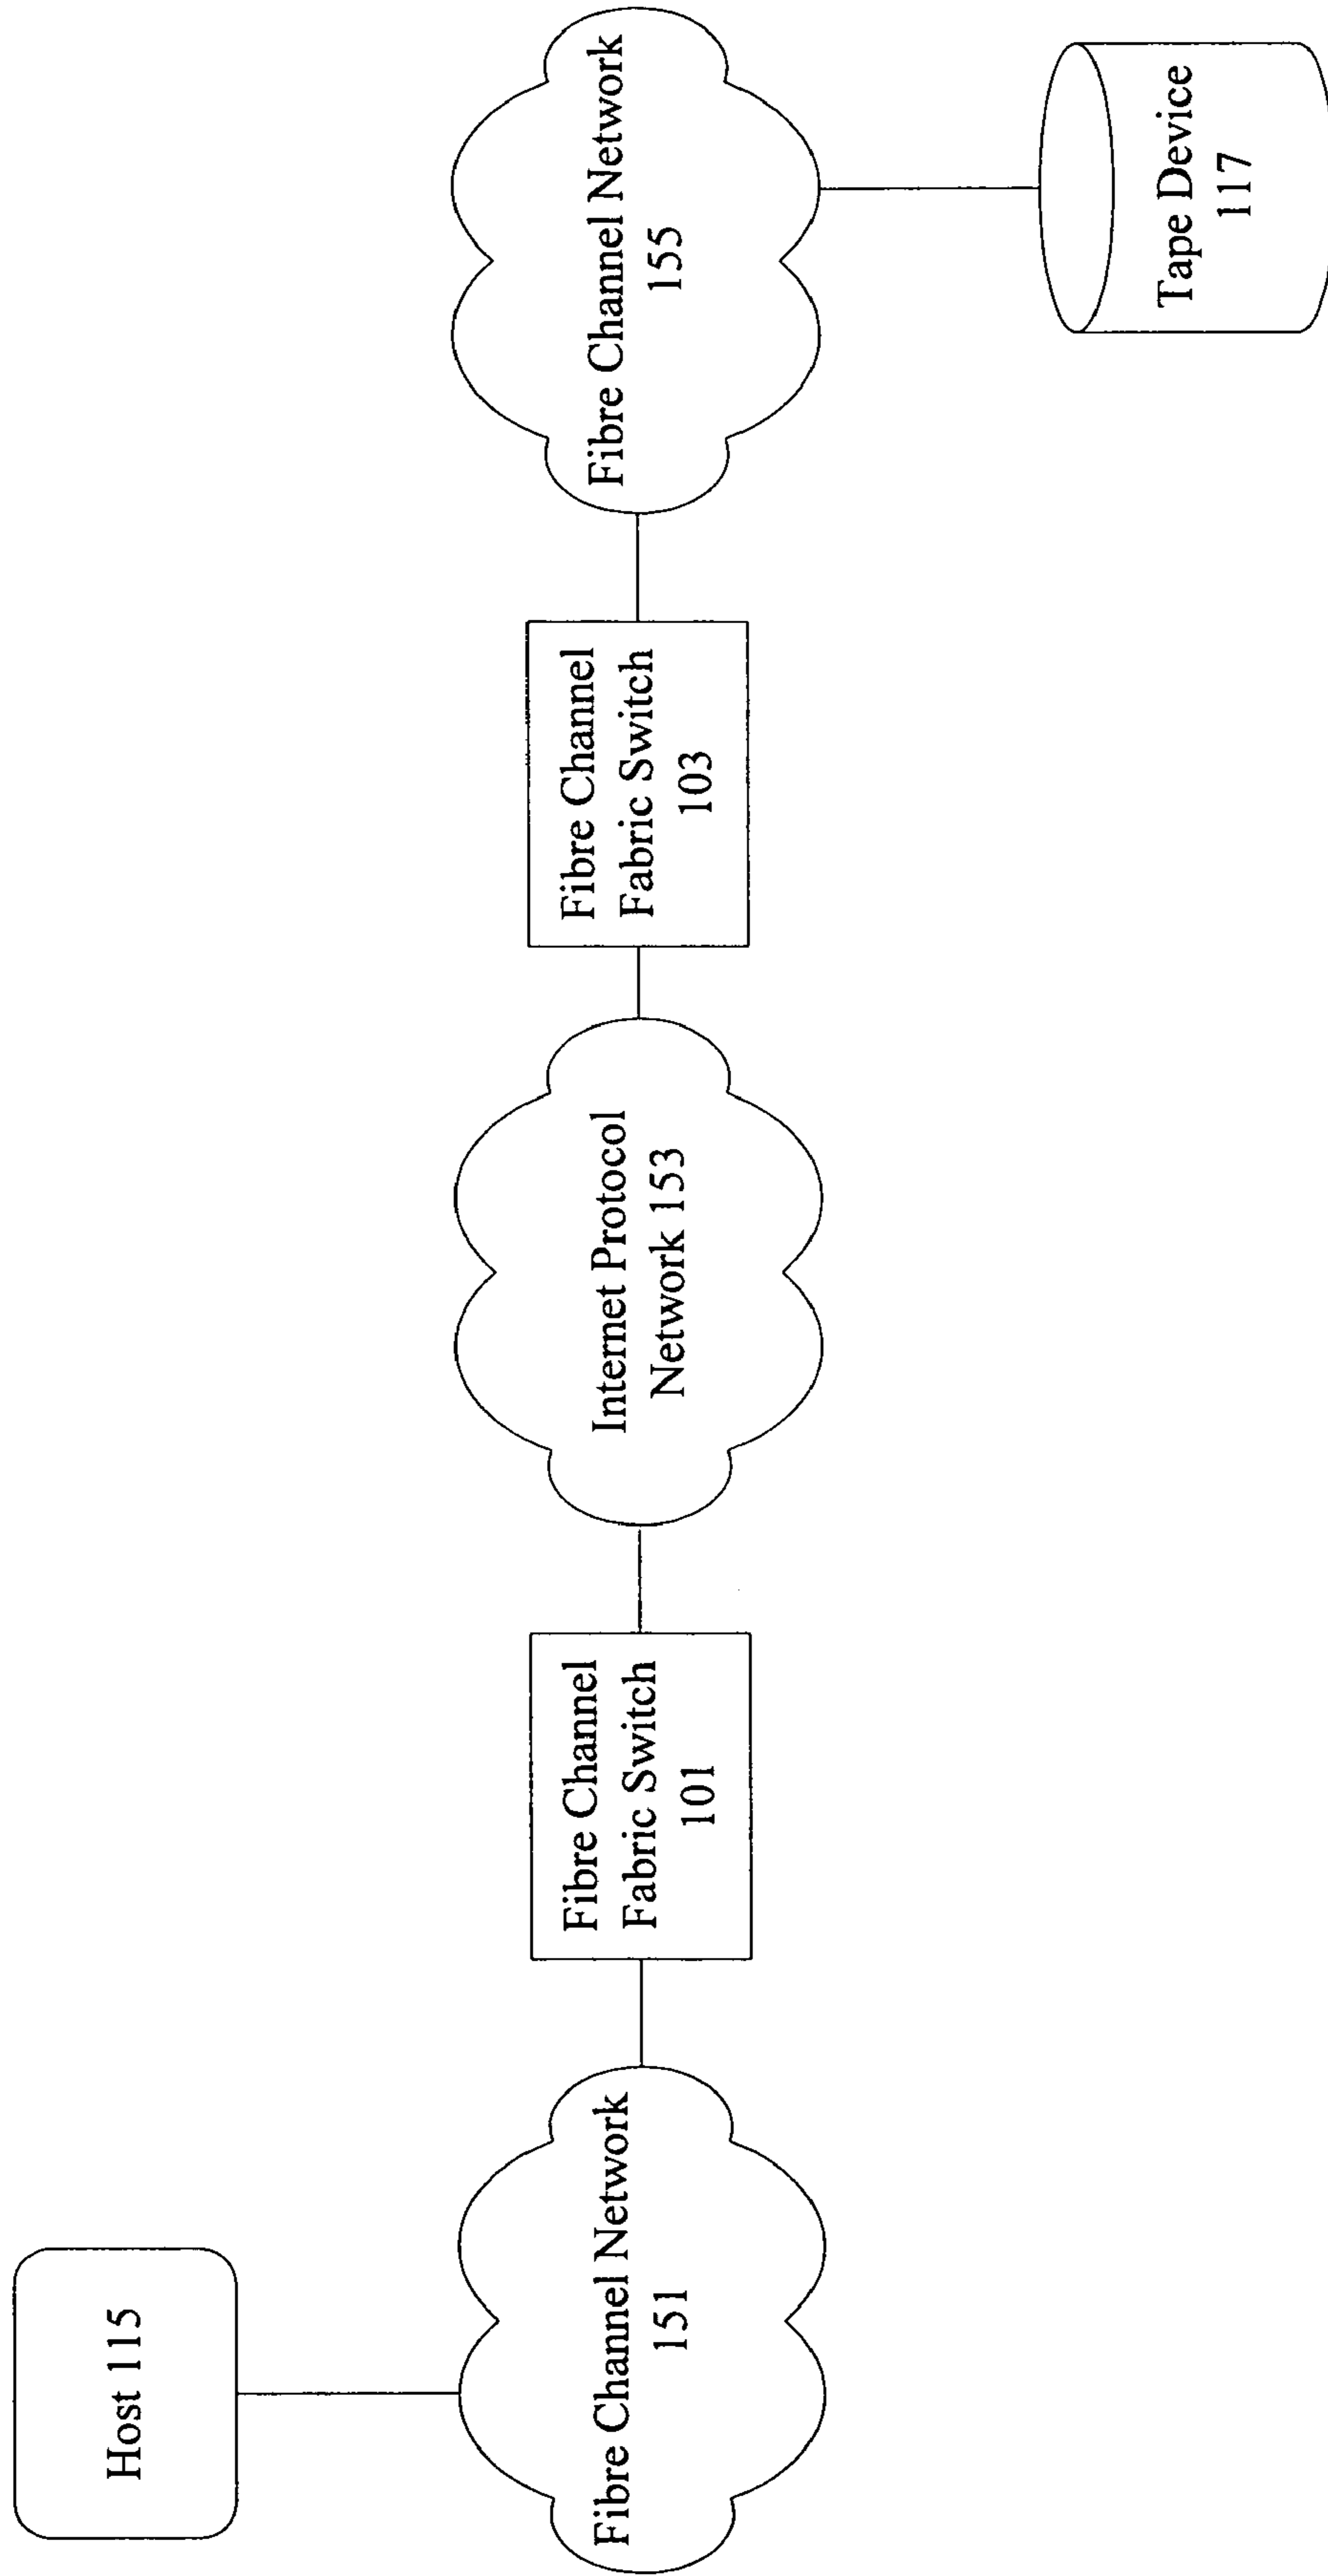 Host 115
Fibre Channel Network
151
Fibre Channel
Fabric Switch
101
Internet Protocol
Network 153
Fibre Channel
Fabric Switch
103
Fibre Channel Network
155
Tape Device
117